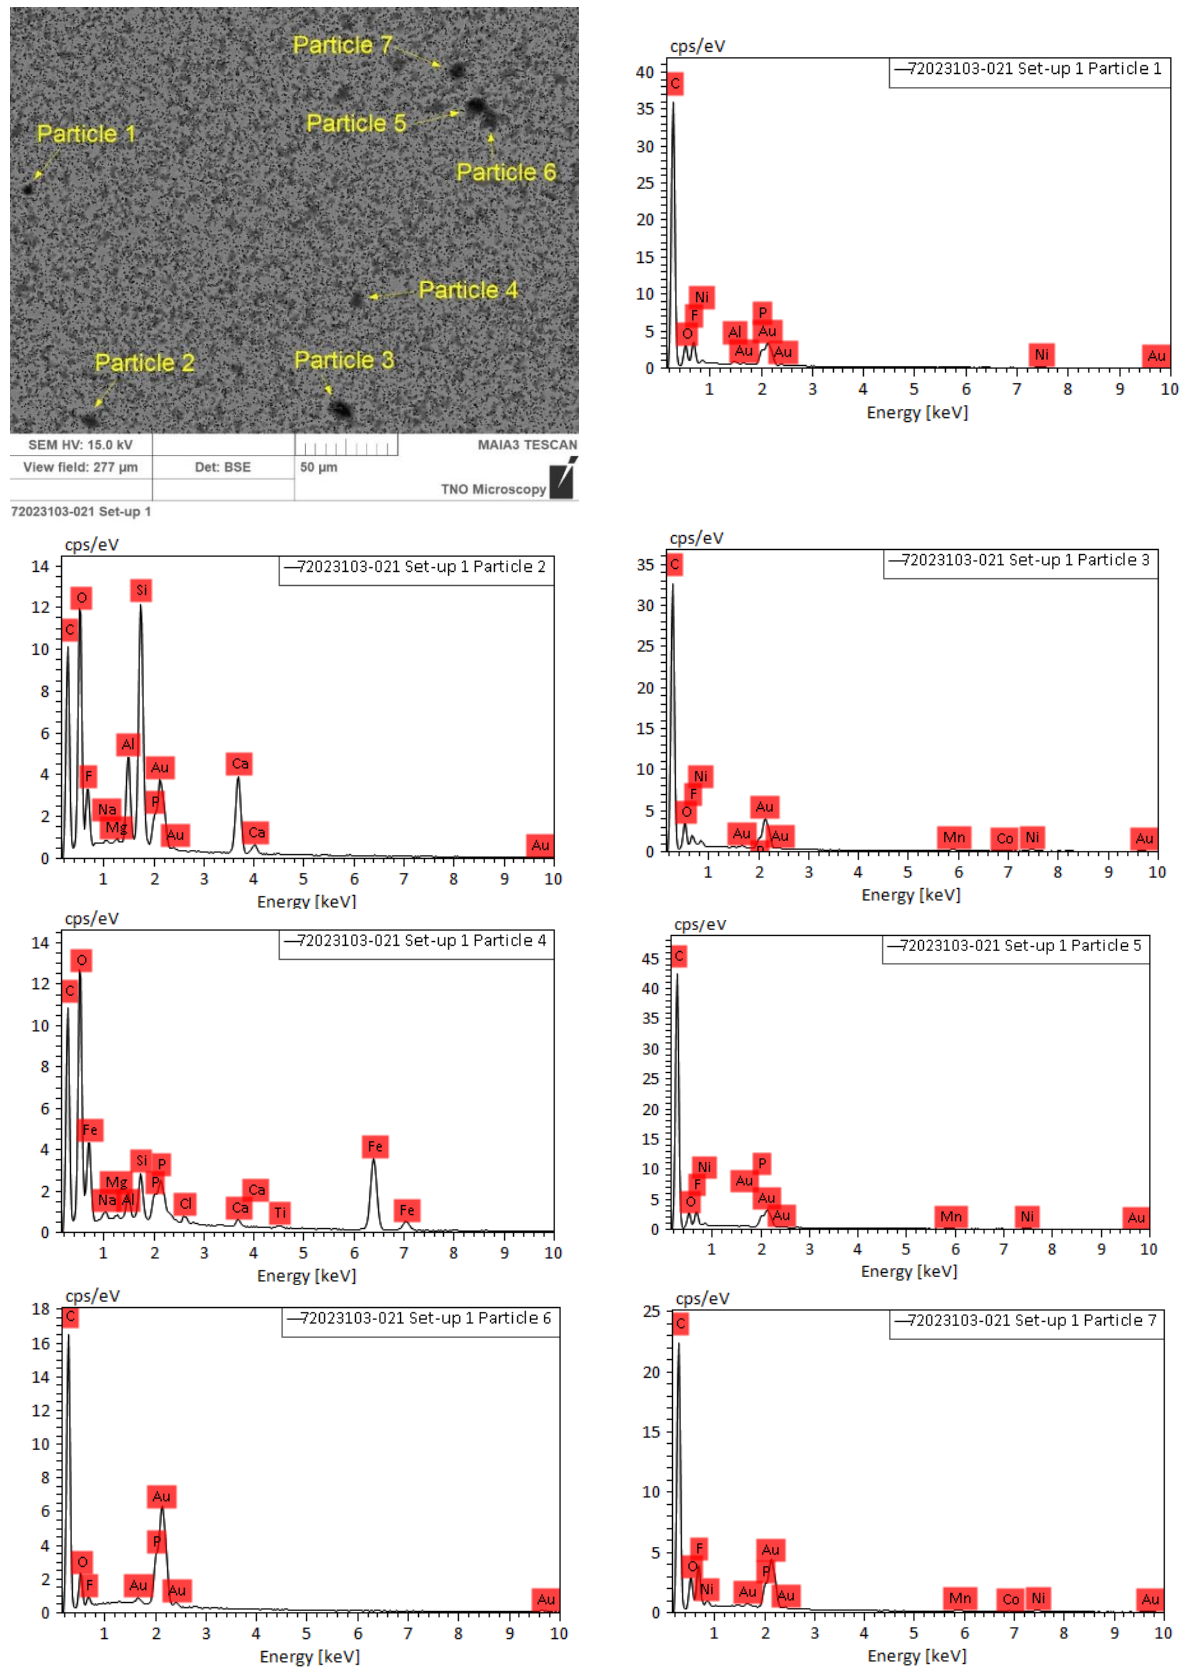 Particle 7
Particle 5
Particle 1
Particle 6
Particle 4
Particle 2
Particle 3
SEM HV: 15.0 kV
MAIA3 TESCAN
View field: 277 µm
Det: BSE
50 µm
TNO Microscopy
72023103-021 Set-up 1
cps/eV
72023103-021 Set-up 1 Particle 1
40
35
30
25
20
15
10
5
0
C
Ni
F
O
Al
Au
P
Au
Au
Ni
Au
1 2 3 4 5 6 7 8 9 10
Energy [keV]
cps/eV
72023103-021 Set-up 1 Particle 2
14
12
10
8
6
4
2
0
C
O
F
Na
Mg
Al
Si
Au
P
Au
Ca
Ca
Au
1 2 3 4 5 6 7 8 9 10
Energy [keV]
cps/eV
72023103-021 Set-up 1 Particle 3
35
30
25
20
15
10
5
0
C
Ni
F
O
Au
Au
P
Au
Mn
Co
Ni
Au
1 2 3 4 5 6 7 8 9 10
Energy [keV]
cps/eV
72023103-021 Set-up 1 Particle 4
14
12
10
8
6
4
2
0
C
O
Fe
Na
Mg
Al
Si
P
P
Cl
Ca
Ca
Ti
Fe
Fe
1 2 3 4 5 6 7 8 9 10
Energy [keV]
cps/eV
72023103-021 Set-up 1 Particle 5
45
40
35
30
25
20
15
10
5
0
C
Ni
F
O
Au
P
Au
Au
Mn
Ni
Au
1 2 3 4 5 6 7 8 9 10
Energy [keV]
cps/eV
72023103-021 Set-up 1 Particle 6
18
16
14
12
10
8
6
4
2
0
C
O
F
Au
P
Au
Au
Au
1 2 3 4 5 6 7 8 9 10
Energy [keV]
cps/eV
72023103-021 Set-up 1 Particle 7
25
20
15
10
5
0
C
F
O
Ni
Au
Au
P
Au
Mn
Co
Ni
Au
1 2 3 4 5 6 7 8 9 10
Energy [keV]